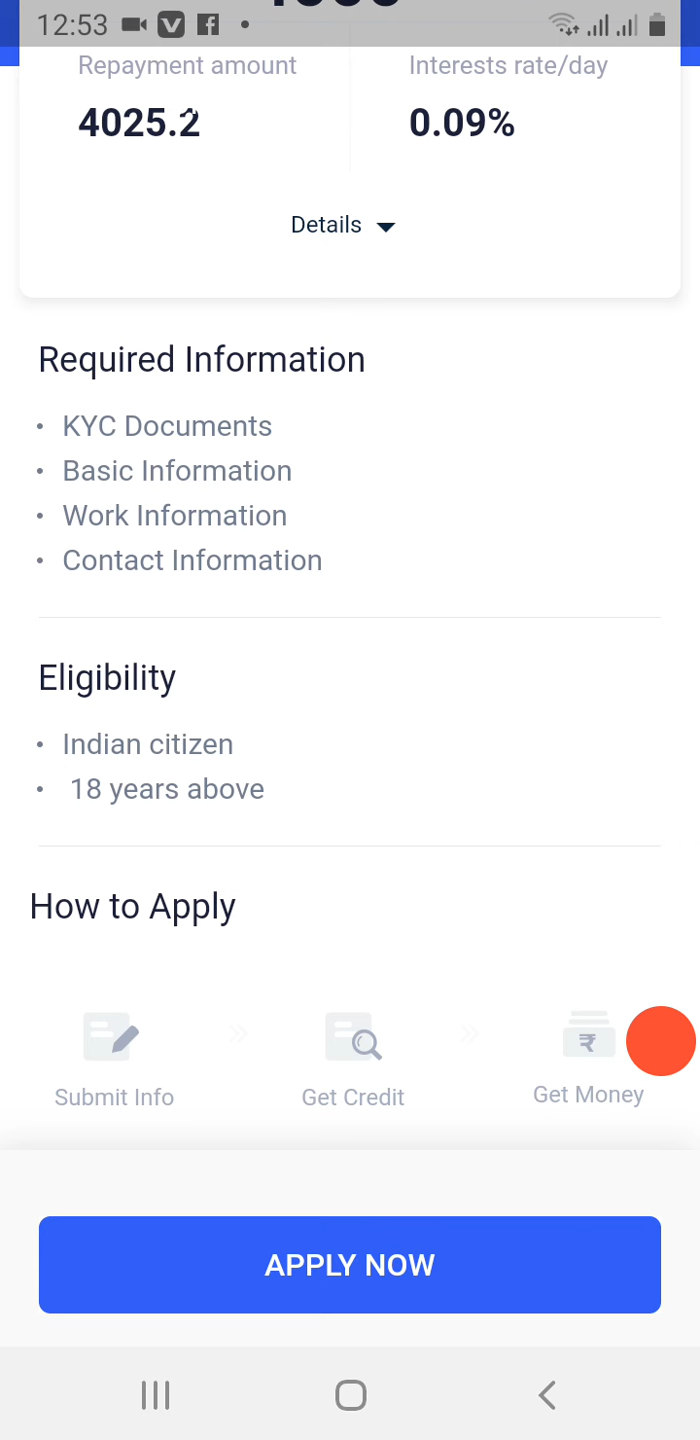 12:53
Repayment amount
Interests rate/day
4025.2
0.09%
Details
Required Information
• KYC Documents
• Basic Information
• Work Information
• Contact Information
Eligibility
• Indian citizen
• 18 years above
How to Apply
Submit Info
Get Credit
Get Money
APPLY NOW